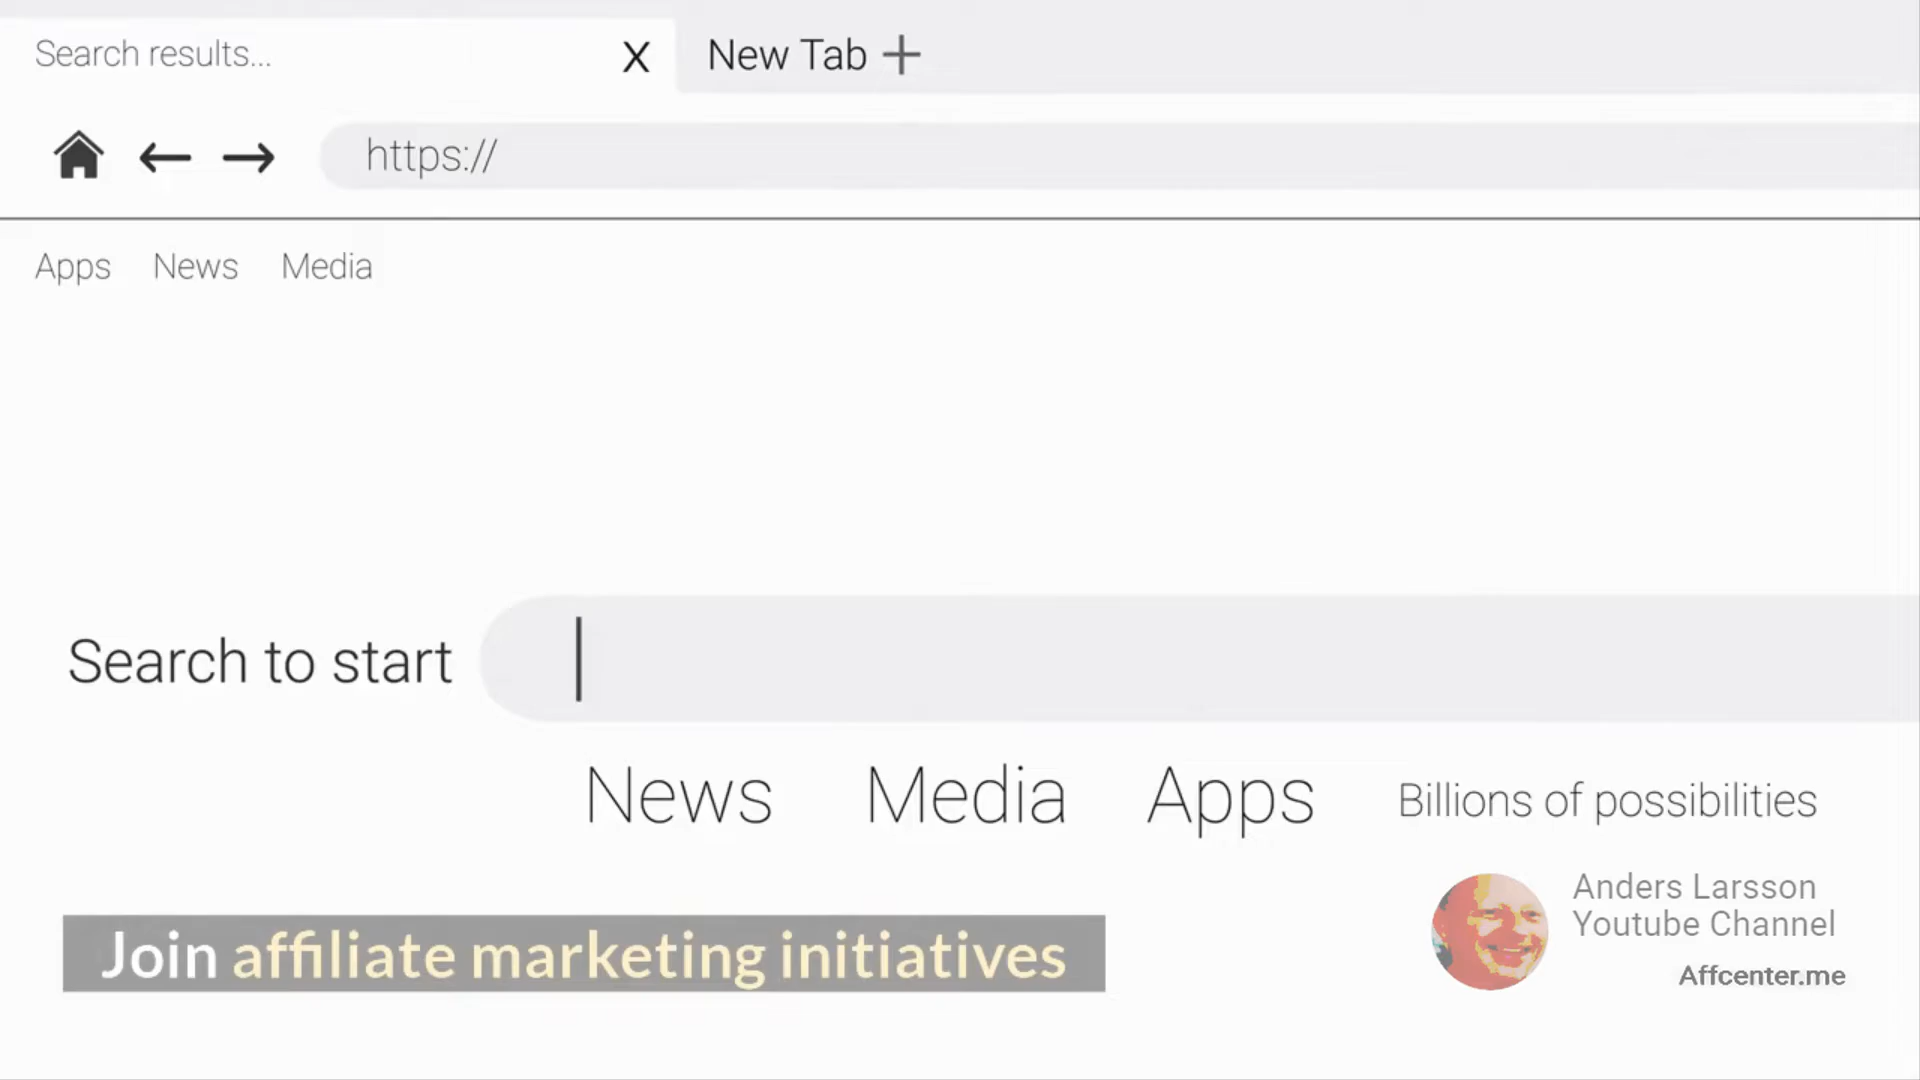 Search results... X New Tab +
https://
Apps News Media
Search to start
News Media Apps Billions of possibilities
Anders Larsson
Youtube Channel
Join affiliate marketing initiatives
Affcenter.me